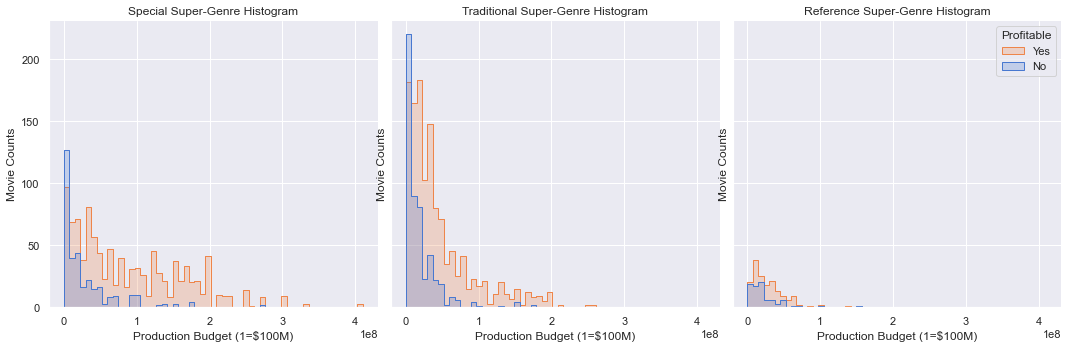 Special Super-Genre Histogram
Traditional Super-Genre Histogram
Reference Super-Genre Histogram
Movie Counts
200
150
100
50
0
0 1 2 3 4
1e8
Production Budget (1=$100M)
Movie Counts
0 1 2 3 4
1e8
Production Budget (1=$100M)
Movie Counts
Profitable
Yes
No
0 1 2 3 4
1e8
Production Budget (1=$100M)